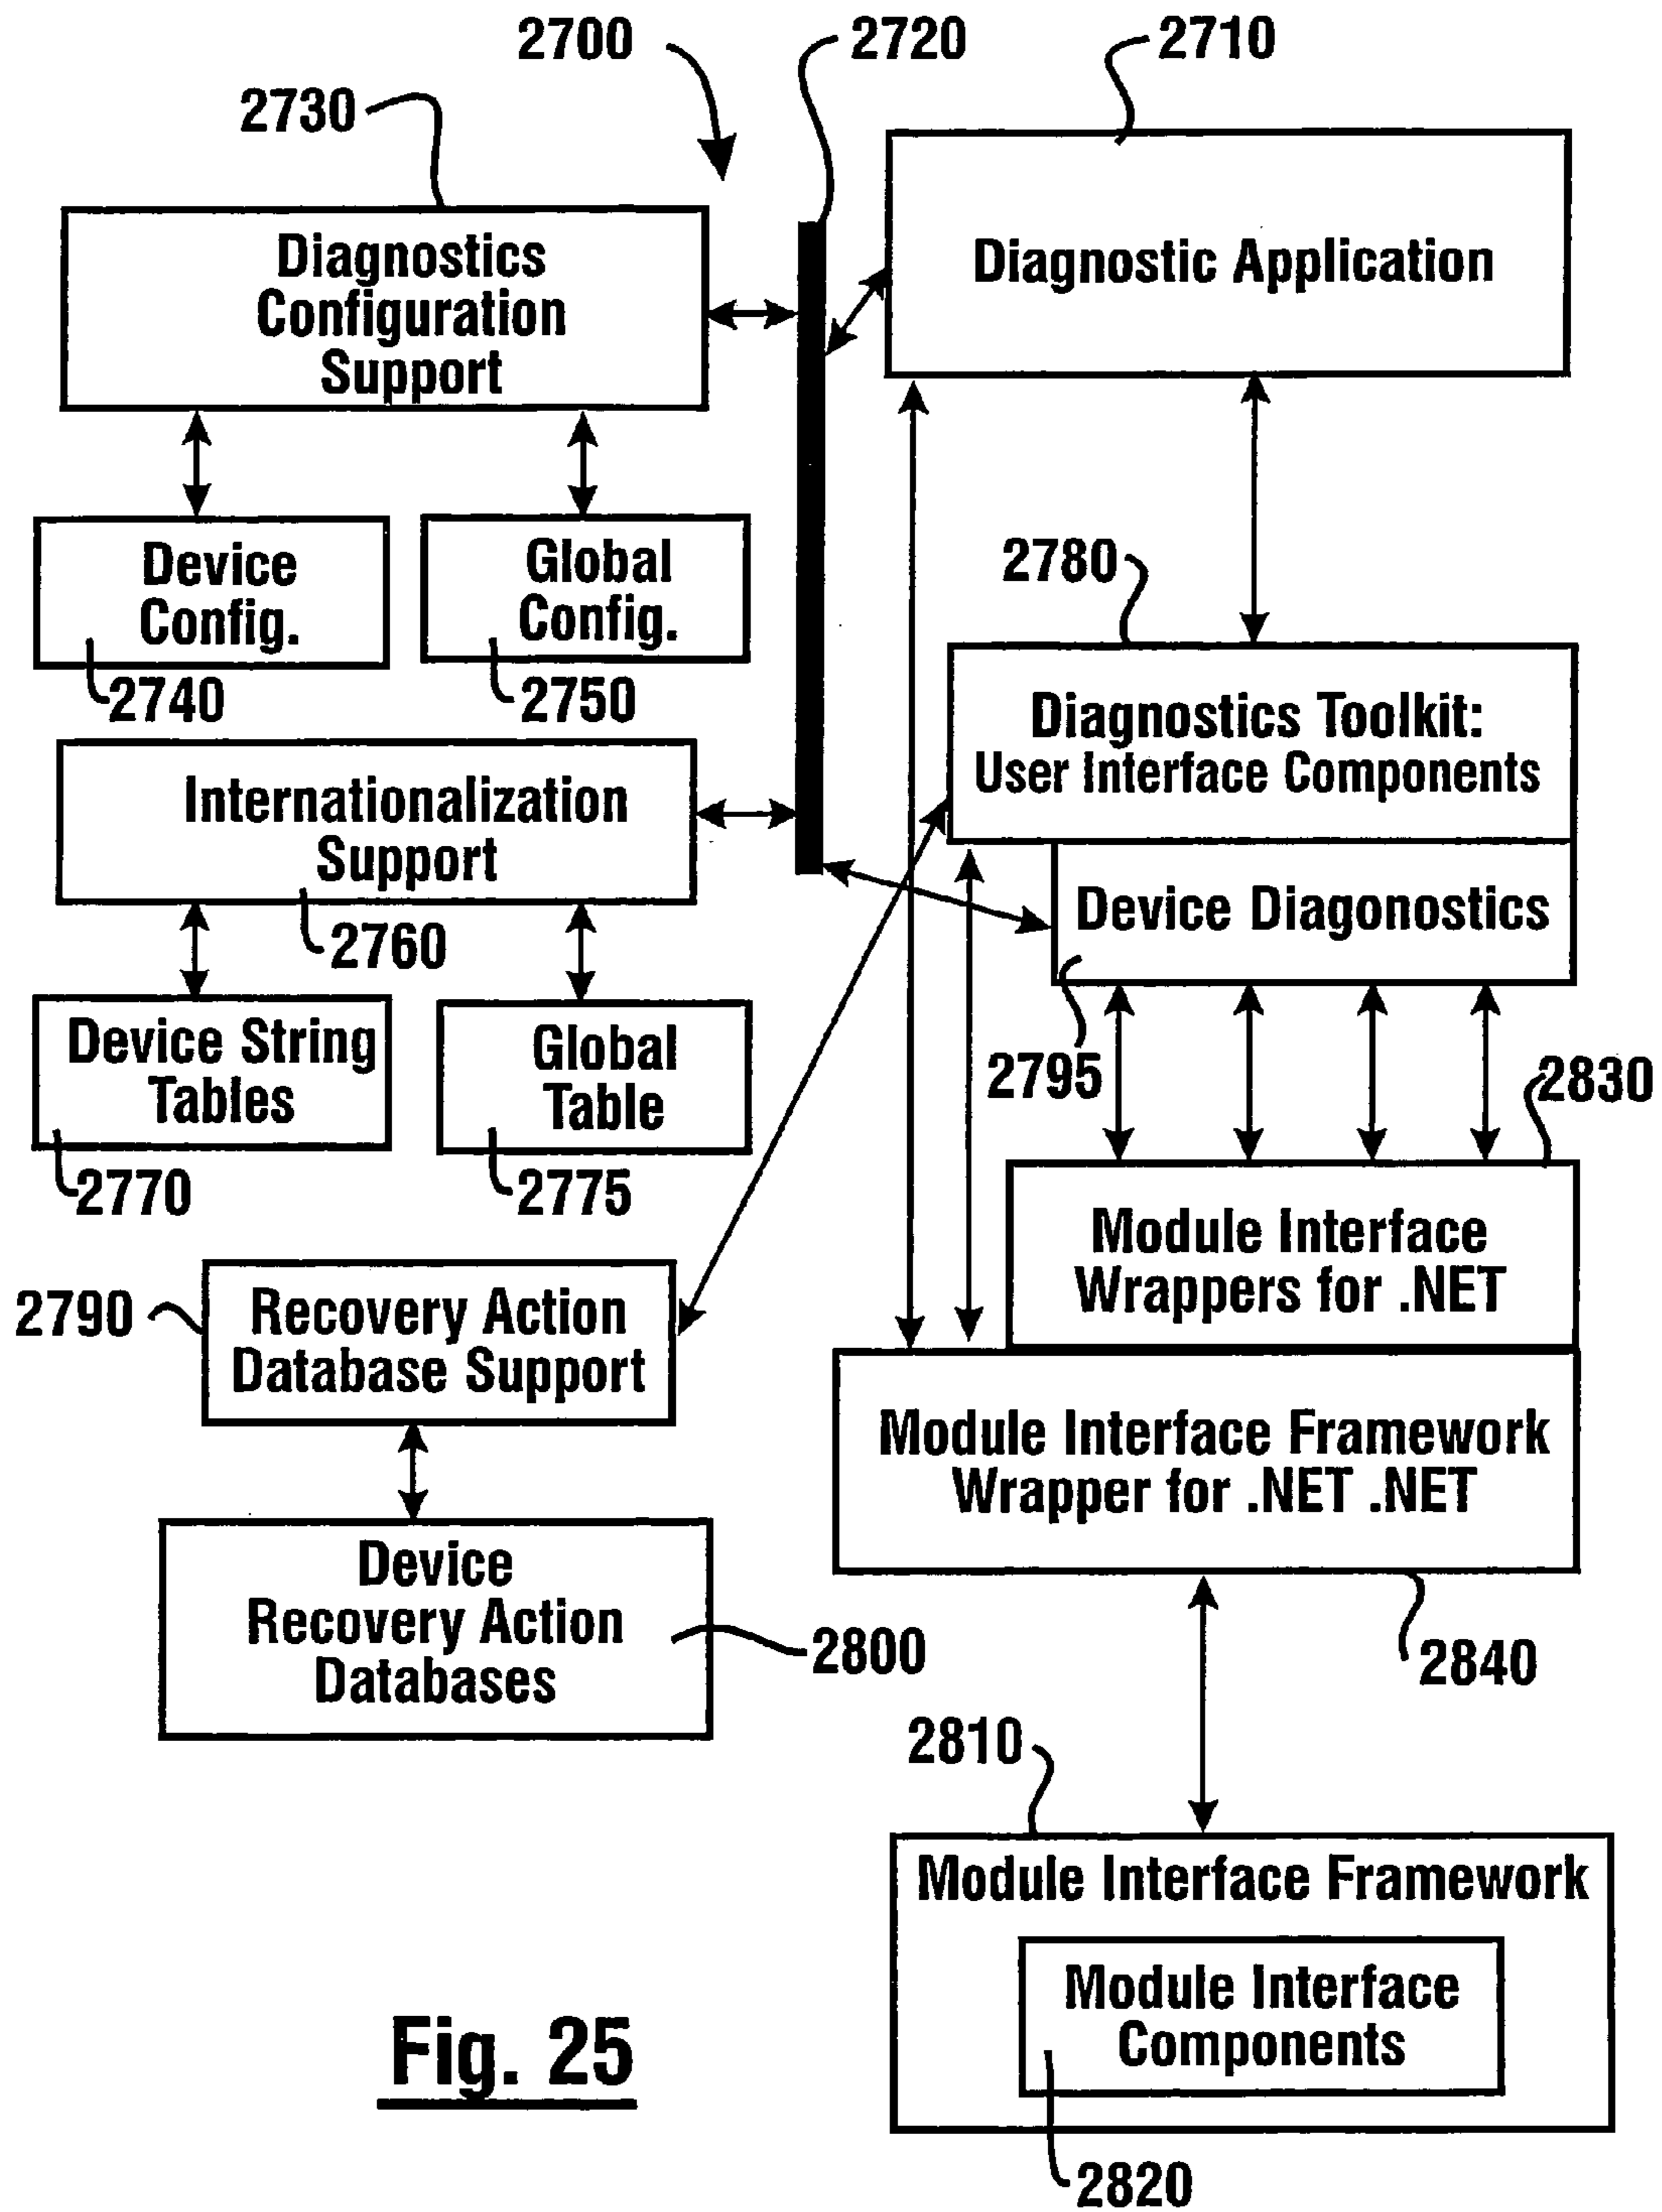 2700
2720
2710
2730
Diagnostics
Configuration
Support
Diagnostic Application
Device
Config.
Global
Config.
2780
2740
2750
Diagnostics Toolkit:
User Interface Components
Internationalization
Support
Device Diagonostics
2760
Device String
Tables
Global
Table
2795
2830
2770
2775
Module Interface
Wrappers for .NET
2790
Recovery Action
Database Support
Module Interface Framework
Wrapper for .NET .NET
Device
Recovery Action
Databases
2800
2840
2810
Module Interface Framework
Module Interface
Components
Fig. 25
2820